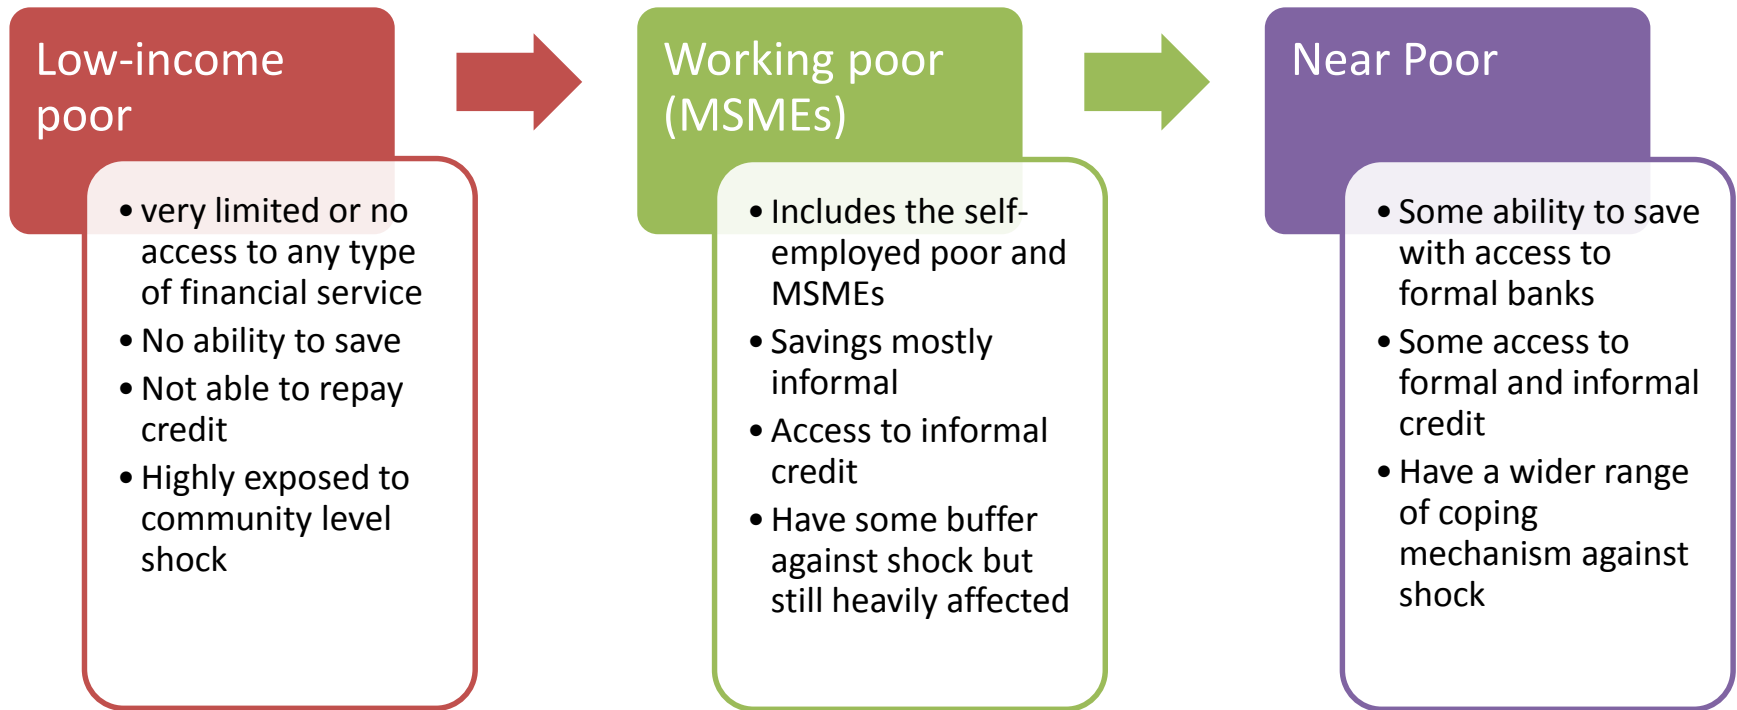 Low-income
poor
• very limited or no
access to any type
of financial service
• No ability to save
• Not able to repay
credit
• Highly exposed to
community level
shock
Working poor
(MSMEs)
• Includes the self-
employed poor and
MSMEs
• Savings mostly
informal
• Access to informal
credit
• Have some buffer
against shock but
still heavily affected
Near Poor
• Some ability to save
with access to
formal banks
• Some access to
formal and informal
credit
• Have a wider range
of coping
mechanism against
shock